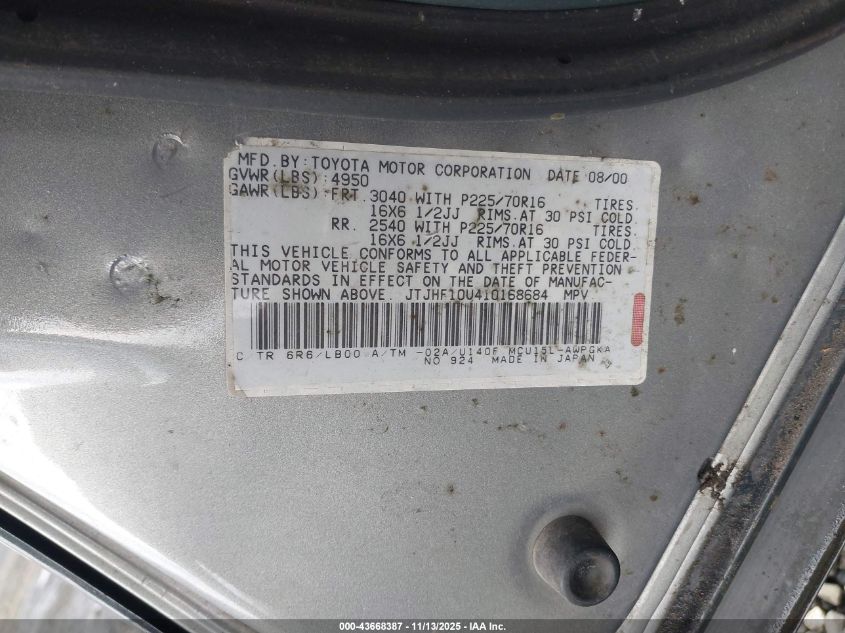 MFD. BY: TOYOTA MOTOR CORPORATION DATE 08/00
GVWR(LBS): 4950
GAWR(LBS): FRT. 3040 WITH P225/70R16 TIRES.
16X6 1/2JJ RIMS. AT 30 PSI COLD.
RR. 2540 WITH P225/70R16 TIRES.
16X6 1/2JJ RIMS. AT 30 PSI COLD.
THIS VEHICLE CONFORMS TO ALL APPLICABLE FEDER-
AL MOTOR VEHICLE SAFETY AND THEFT PREVENTION
STANDARDS IN EFFECT ON THE DATE OF MANUFAC-
TURE SHOWN ABOVE. JTJHF10U410168684 MPV
C/TR 6R6/LB00 A/TM -02A/U140F MCU15L-AWPGKA
NO 924 MADE IN JAPAN
000-43668387 - 11/13/2025 - IAA Inc.